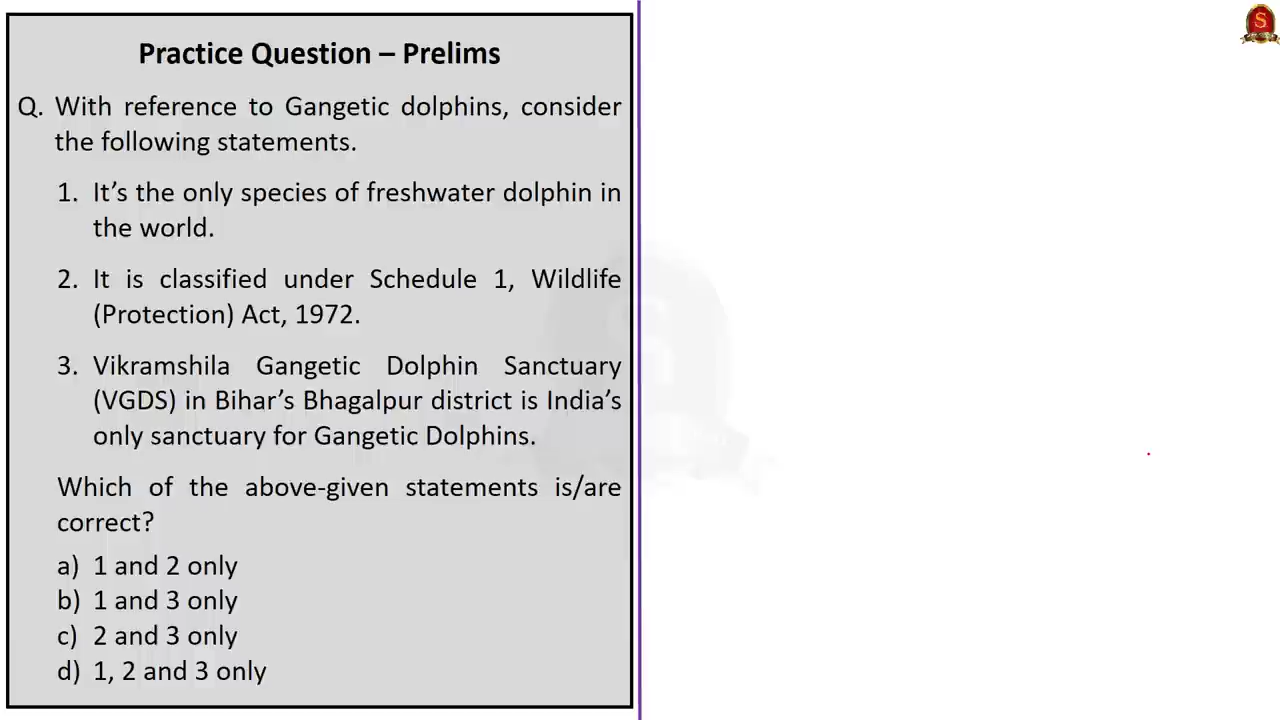 Practice Question – Prelims
Q. With reference to Gangetic dolphins, consider
the following statements.
1. It’s the only species of freshwater dolphin in
the world.
2. It is classified under Schedule 1, Wildlife
(Protection) Act, 1972.
3. Vikramshila Gangetic Dolphin Sanctuary
(VGDS) in Bihar’s Bhagalpur district is India’s
only sanctuary for Gangetic Dolphins.
Which of the above-given statements is/are
correct?
a) 1 and 2 only
b) 1 and 3 only
c) 2 and 3 only
d) 1, 2 and 3 only
S